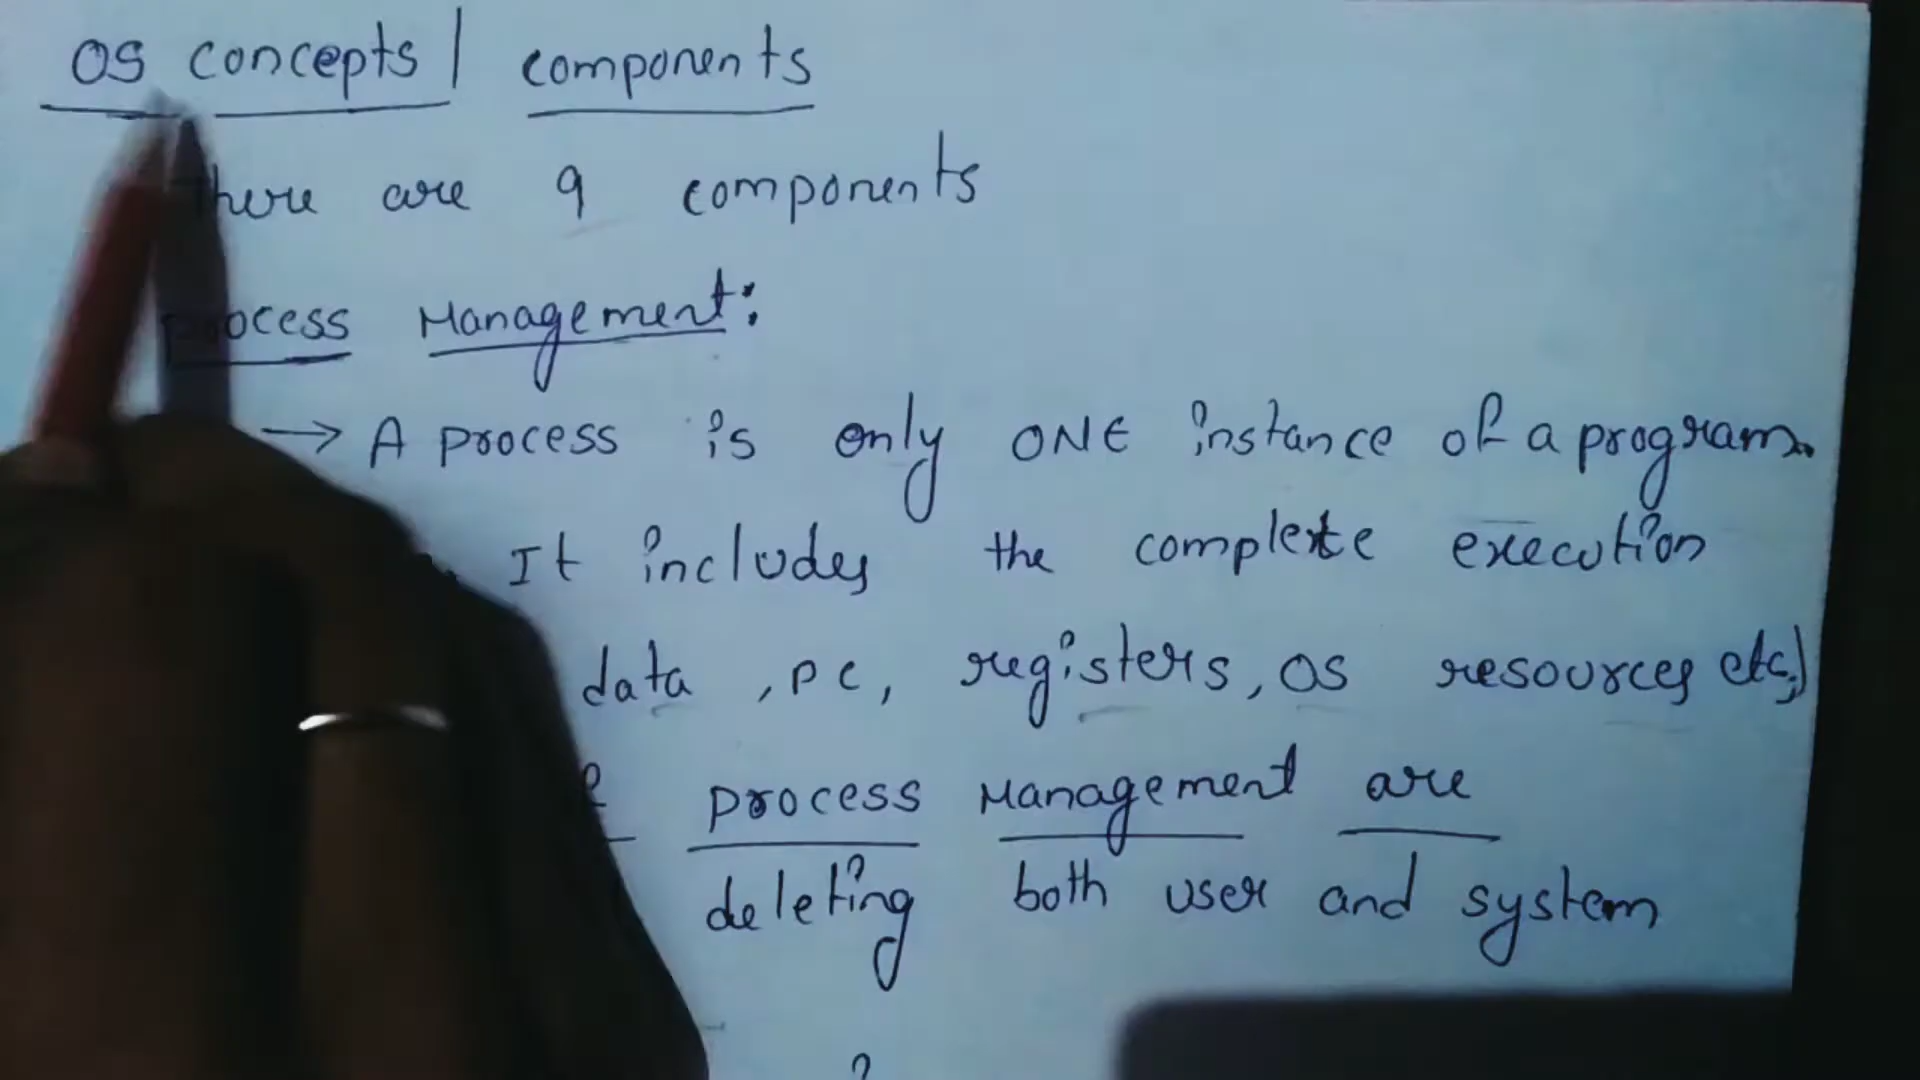 OS concepts | components
There are 9 components
process Management:
→ A process is only ONE instance of a program.
It includes the complete execution
data, pc, registers, OS resources etc)
process Management are
deleting both user and system